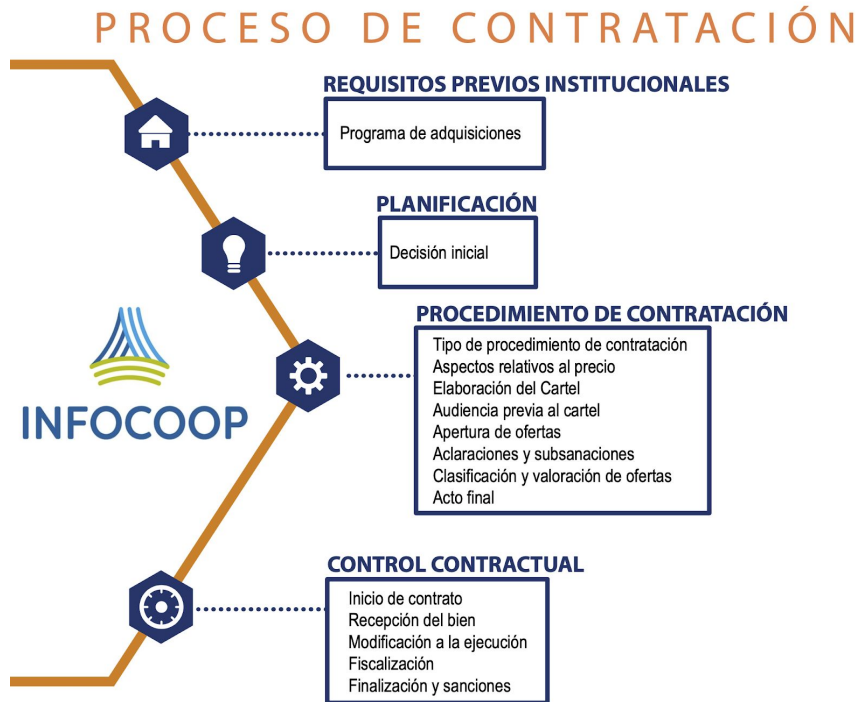 PROCESO DE CONTRATACIÓN
REQUISITOS PREVIOS INSTITUCIONALES
Programa de adquisiciones
PLANIFICACIÓN
Decisión inicial
PROCEDIMIENTO DE CONTRATACIÓN
Tipo de procedimiento de contratación
Aspectos relativos al precio
Elaboración del Cartel
Audiencia previa al cartel
Apertura de ofertas
Aclaraciones y subsanaciones
Clasificación y valoración de ofertas
Acto final
INFOCOOP
CONTROL CONTRACTUAL
Inicio de contrato
Recepción del bien
Modificación a la ejecución
Fiscalización
Finalización y sanciones